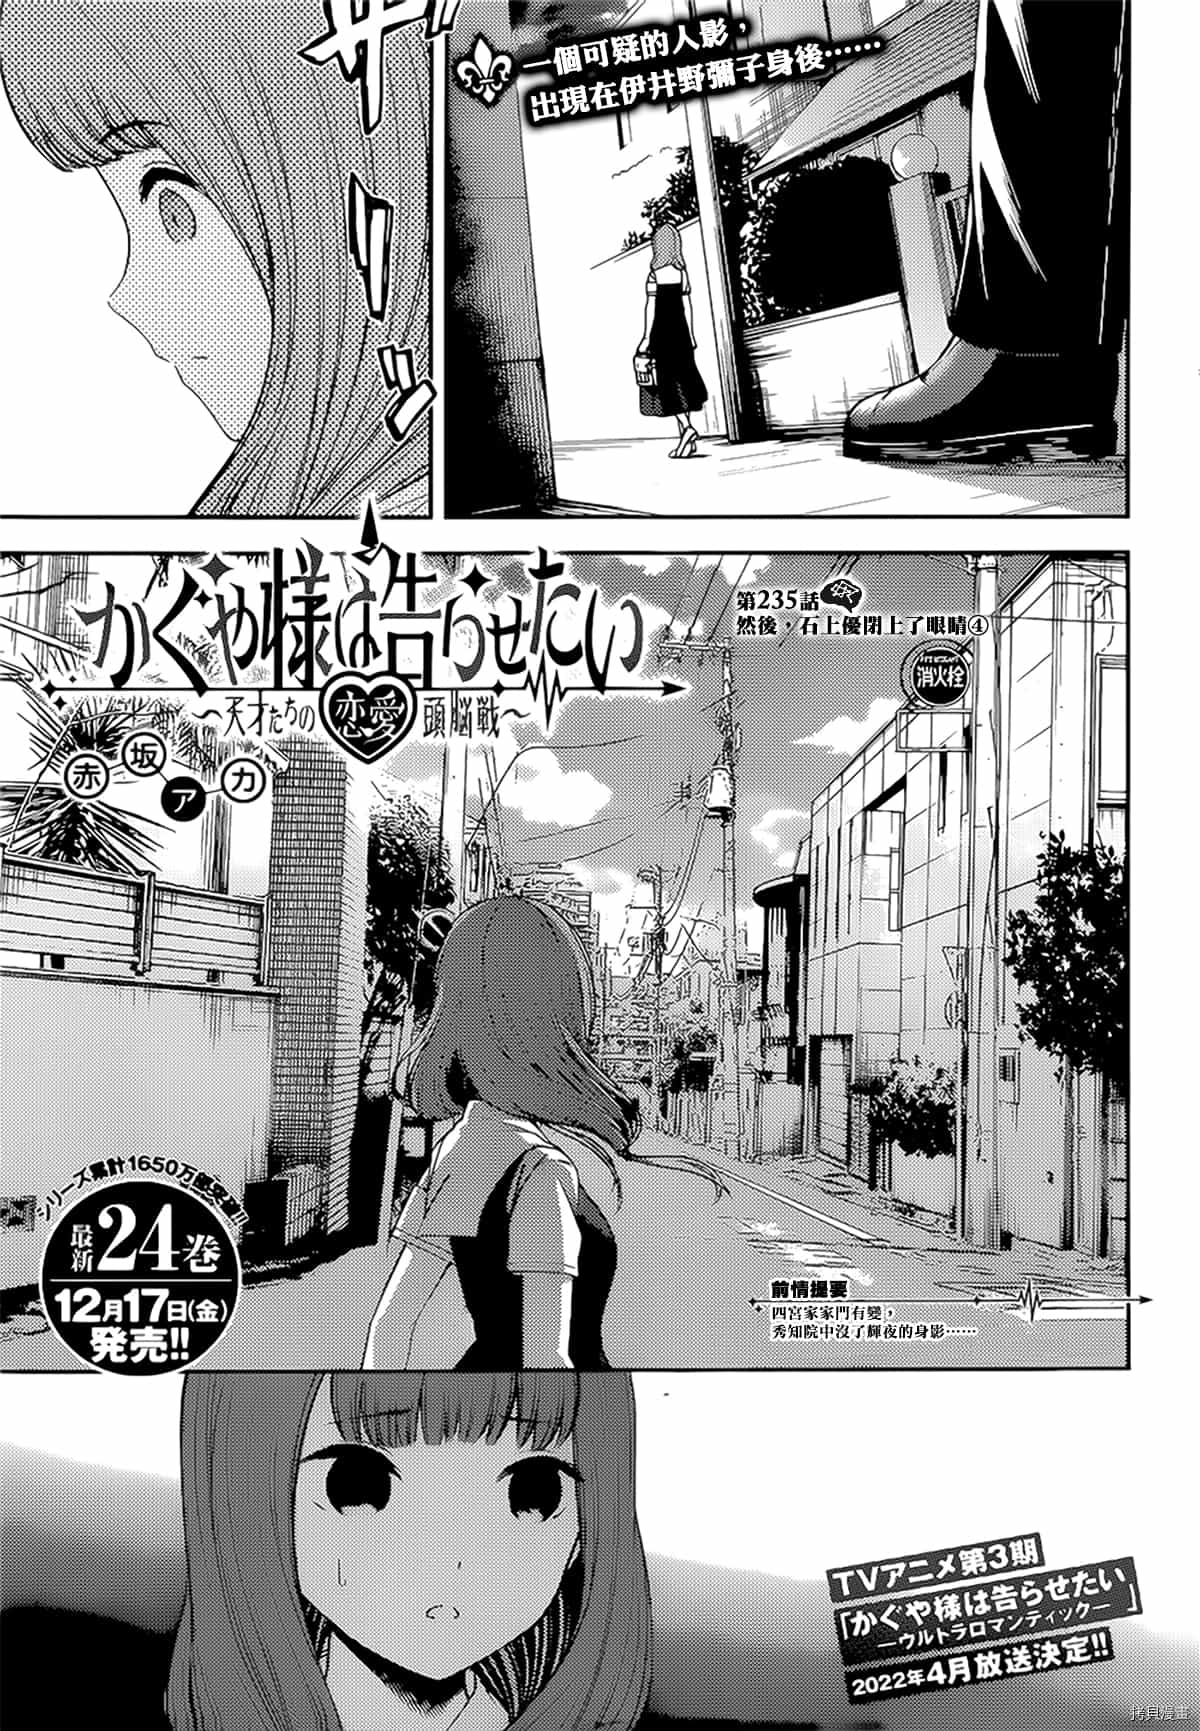 一個可疑的人影，
出現在伊井野彌子身後……
ザッ
かぐや様は告らせたい
～天才たちの恋愛頭脳戦～
赤坂アカ
第235話
然後，石上優閉上了眼睛④
消火栓
シリーズ累計1650万部突破!!
最新24巻
12月17日(金)
発売!!
前情提要
四宮家家門有變，
秀知院中沒了輝夜的身影……
TVアニメ第3期
「かぐや様は告らせたい
ーウルトラロマンティックー」
2022年4月放送決定!!
拷貝漫畫